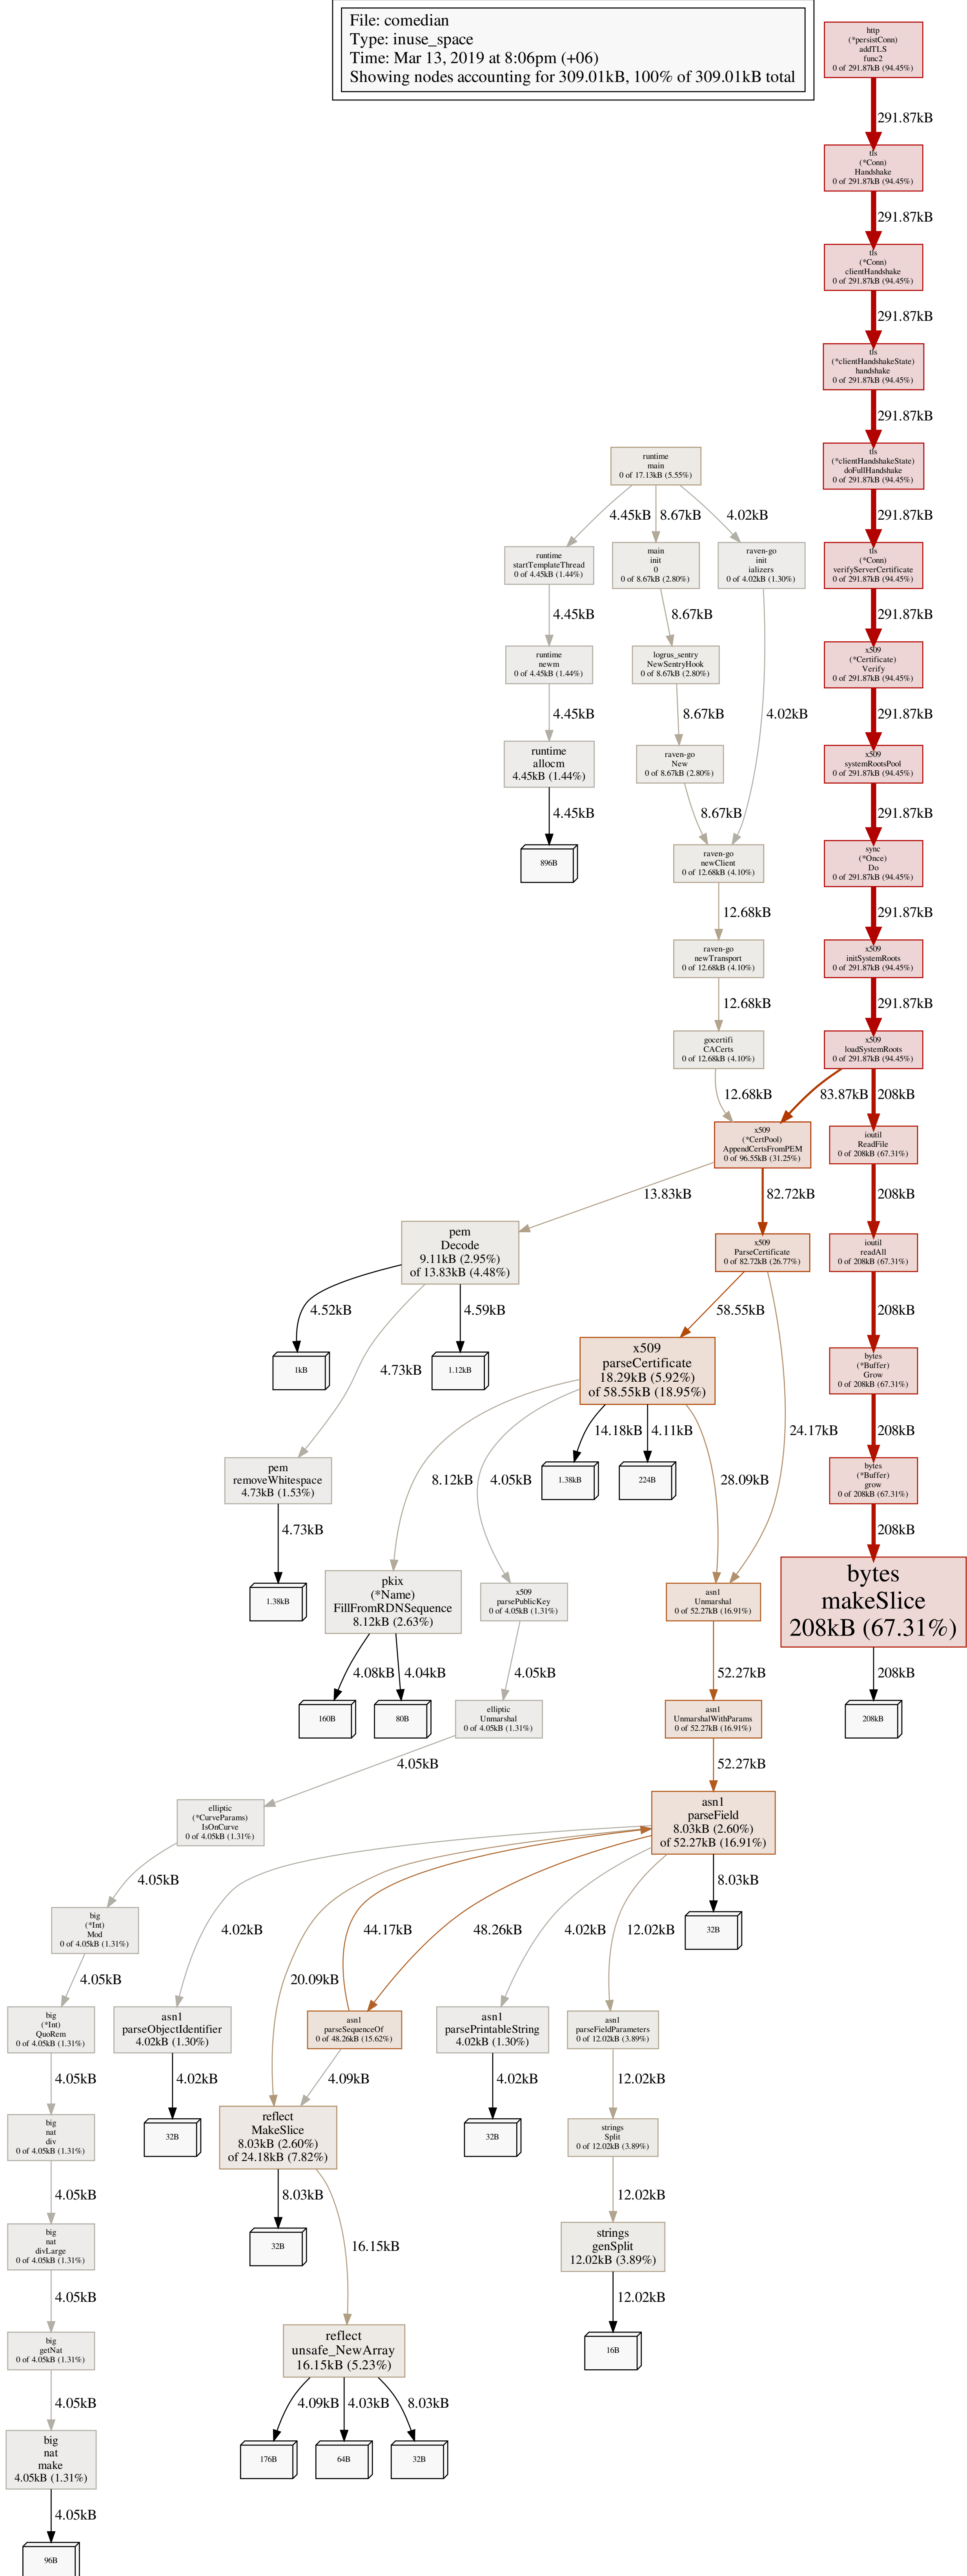 File: comedian
Type: inuse_space
Time: Mar 13, 2019 at 8:06pm (+06)
Showing nodes accounting for 309.01kB, 100% of 309.01kB total
http
(*persistConn)
addTLS
func2
0 of 291.87kB (94.45%)
291.87kB
tls
(*Conn)
Handshake
0 of 291.87kB (94.45%)
291.87kB
tls
(*Conn)
clientHandshake
0 of 291.87kB (94.45%)
291.87kB
tls
(*clientHandshakeState)
handshake
0 of 291.87kB (94.45%)
291.87kB
tls
(*clientHandshakeState)
doFullHandshake
0 of 291.87kB (94.45%)
runtime
main
0 of 17.13kB (5.55%)
4.45kB
8.67kB
4.02kB
291.87kB
runtime
startTemplateThread
0 of 4.45kB (1.44%)
main
init
0
0 of 8.67kB (2.80%)
raven-go
init
ializers
0 of 4.02kB (1.30%)
tls
(*Conn)
verifyServerCertificate
0 of 291.87kB (94.45%)
4.45kB
8.67kB
291.87kB
runtime
newm
0 of 4.45kB (1.44%)
logrus_sentry
NewSentryHook
0 of 8.67kB (2.80%)
x509
(*Certificate)
Verify
0 of 291.87kB (94.45%)
4.45kB
8.67kB
4.02kB
291.87kB
runtime
allocm
4.45kB (1.44%)
raven-go
New
0 of 8.67kB (2.80%)
x509
systemRootsPool
0 of 291.87kB (94.45%)
4.45kB
8.67kB
291.87kB
896B
raven-go
newClient
0 of 12.68kB (4.10%)
sync
(*Once)
Do
0 of 291.87kB (94.45%)
12.68kB
291.87kB
raven-go
newTransport
0 of 12.68kB (4.10%)
x509
initSystemRoots
0 of 291.87kB (94.45%)
12.68kB
291.87kB
gocertifi
CACerts
0 of 12.68kB (4.10%)
x509
loadSystemRoots
0 of 291.87kB (94.45%)
12.68kB
83.87kB
208kB
x509
(*CertPool)
AppendCertsFromPEM
0 of 96.55kB (31.25%)
ioutil
ReadFile
0 of 208kB (67.31%)
13.83kB
82.72kB
208kB
pem
Decode
9.11kB (2.95%)
of 13.83kB (4.48%)
x509
ParseCertificate
0 of 82.72kB (26.77%)
ioutil
readAll
0 of 208kB (67.31%)
4.52kB
4.59kB
58.55kB
208kB
1kB
4.73kB
1.12kB
x509
parseCertificate
18.29kB (5.92%)
of 58.55kB (18.95%)
bytes
(*Buffer)
Grow
0 of 208kB (67.31%)
14.18kB
4.11kB
24.17kB
208kB
pem
removeWhitespace
4.73kB (1.53%)
8.12kB
4.05kB
1.38kB
224B
28.09kB
bytes
(*Buffer)
grow
0 of 208kB (67.31%)
4.73kB
208kB
1.38kB
pkix
(*Name)
FillFromRDNSequence
8.12kB (2.63%)
x509
parsePublicKey
0 of 4.05kB (1.31%)
asn1
Unmarshal
0 of 52.27kB (16.91%)
bytes
makeSlice
208kB (67.31%)
4.08kB
4.04kB
4.05kB
52.27kB
208kB
160B
80B
elliptic
Unmarshal
0 of 4.05kB (1.31%)
asn1
UnmarshalWithParams
0 of 52.27kB (16.91%)
208kB
4.05kB
52.27kB
elliptic
(*CurveParams)
IsOnCurve
0 of 4.05kB (1.31%)
asn1
parseField
8.03kB (2.60%)
of 52.27kB (16.91%)
4.05kB
8.03kB
big
(*Int)
Mod
0 of 4.05kB (1.31%)
4.02kB
44.17kB
48.26kB
4.02kB
12.02kB
32B
4.05kB
20.09kB
big
(*Int)
QuoRem
0 of 4.05kB (1.31%)
asn1
parseObjectIdentifier
4.02kB (1.30%)
asn1
parseSequenceOf
0 of 48.26kB (15.62%)
asn1
parsePrintableString
4.02kB (1.30%)
asn1
parseFieldParameters
0 of 12.02kB (3.89%)
4.05kB
4.02kB
4.09kB
4.02kB
12.02kB
big
nat
div
0 of 4.05kB (1.31%)
32B
reflect
MakeSlice
8.03kB (2.60%)
of 24.18kB (7.82%)
32B
strings
Split
0 of 12.02kB (3.89%)
4.05kB
8.03kB
12.02kB
big
nat
divLarge
0 of 4.05kB (1.31%)
32B
16.15kB
strings
genSplit
12.02kB (3.89%)
4.05kB
12.02kB
big
getNat
0 of 4.05kB (1.31%)
reflect
unsafe_NewArray
16.15kB (5.23%)
16B
4.05kB
4.09kB
4.03kB
8.03kB
big
nat
make
4.05kB (1.31%)
176B
64B
32B
4.05kB
96B